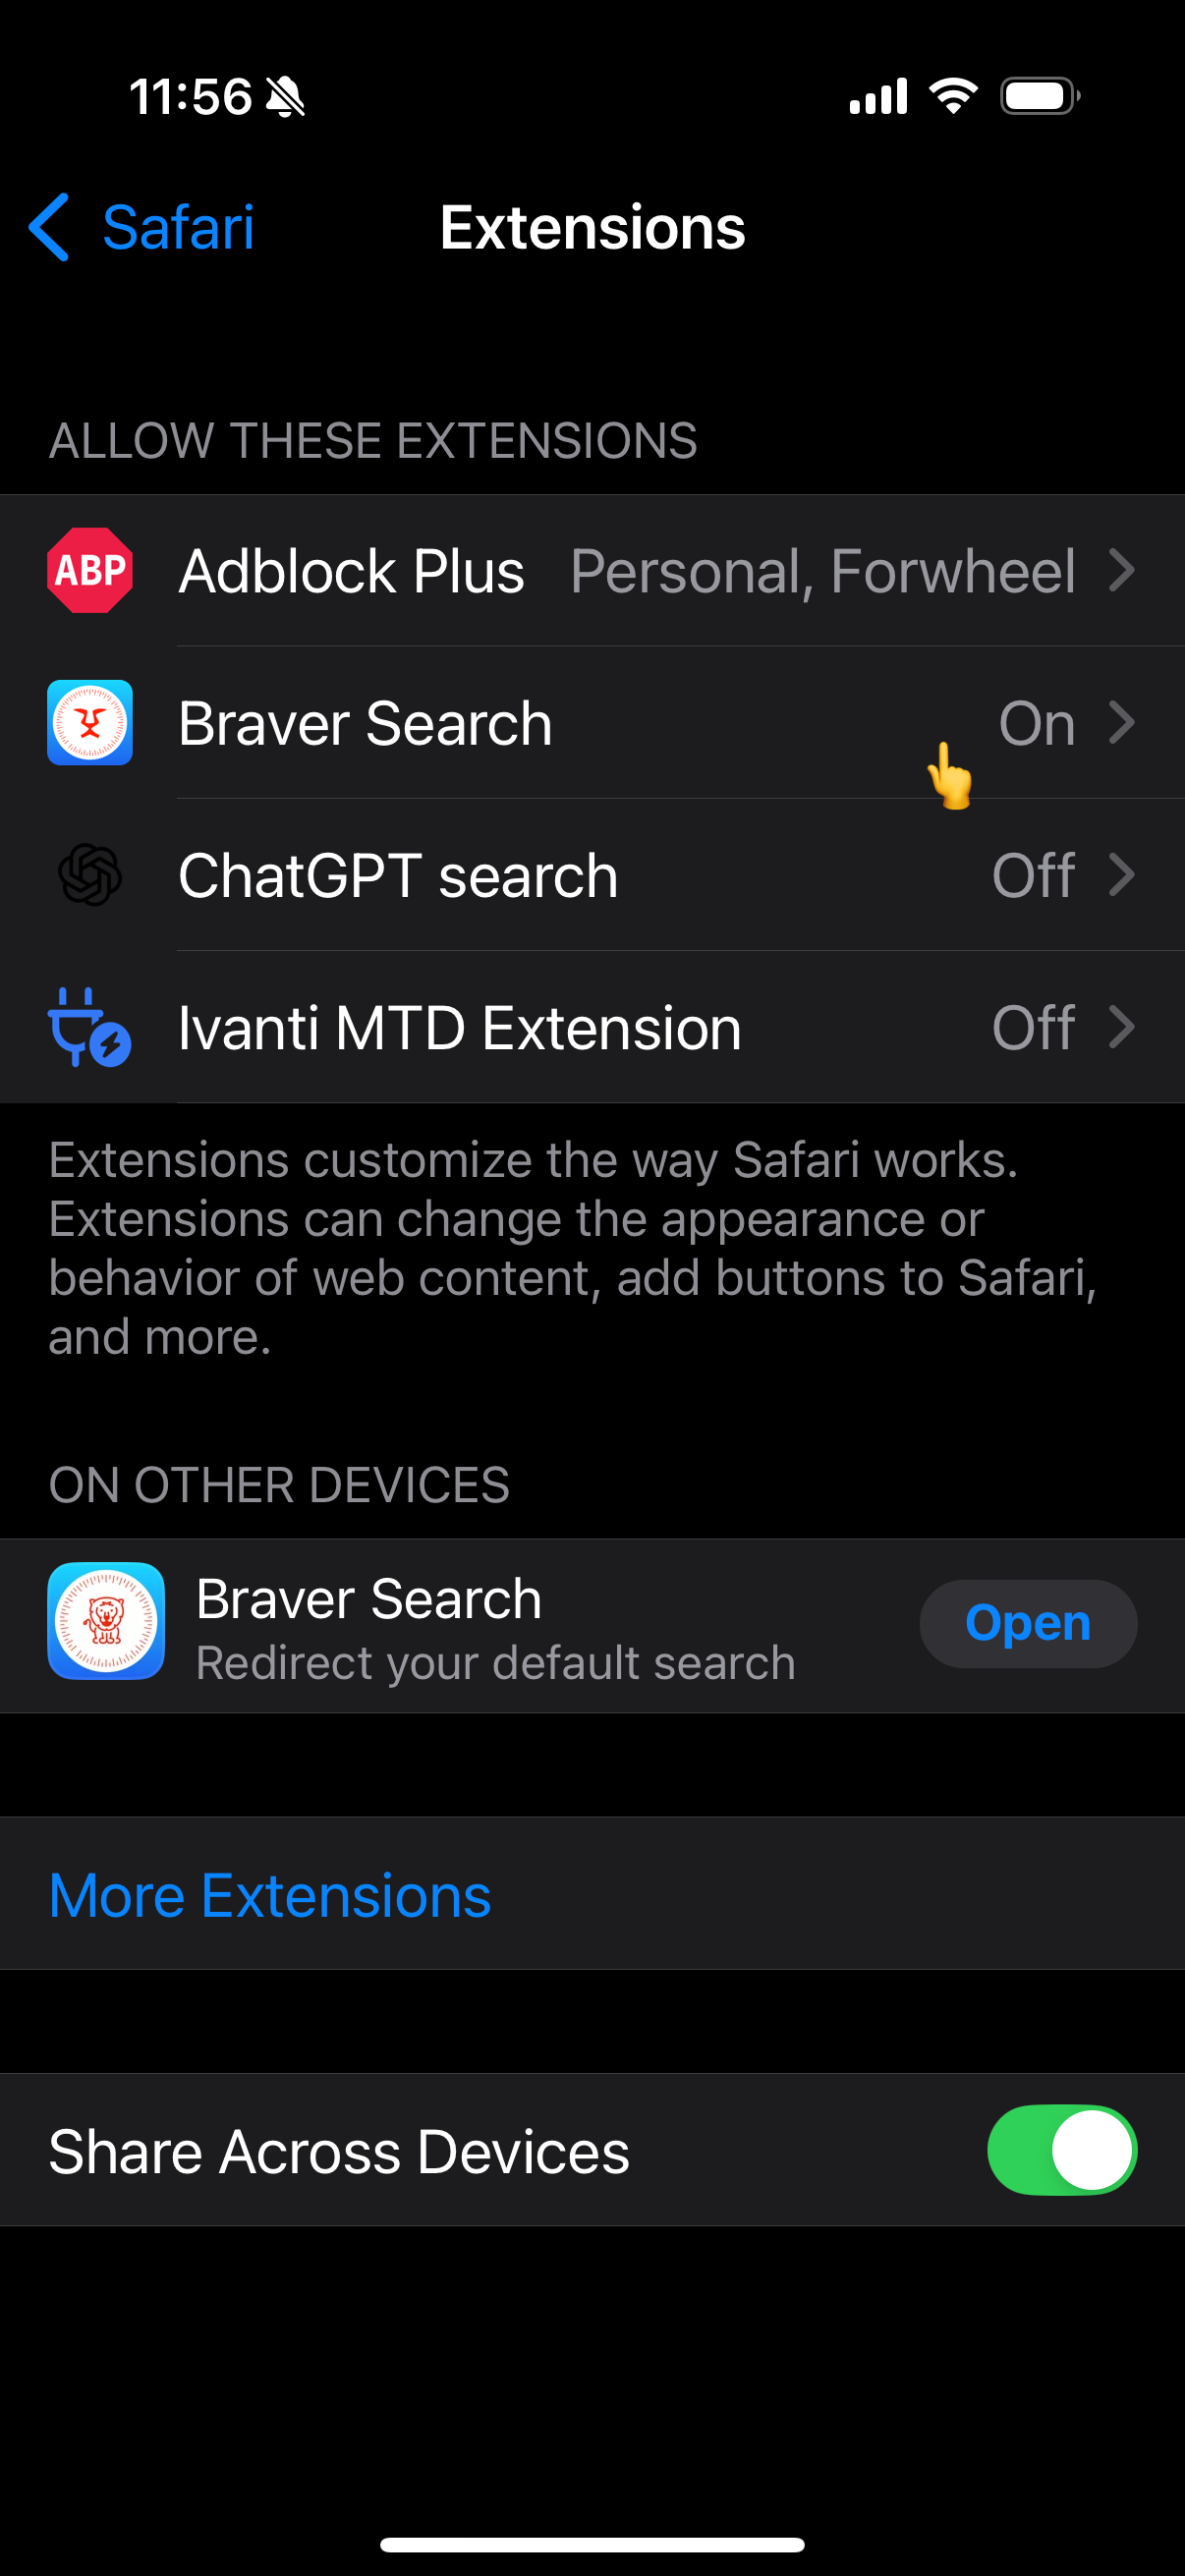 11:56
Safari
Extensions
ALLOW THESE EXTENSIONS
ABP
Adblock Plus
Personal, Forwheel
Braver Search
On
ChatGPT search
Off
Ivanti MTD Extension
Off
Extensions customize the way Safari works.
Extensions can change the appearance or
behavior of web content, add buttons to Safari,
and more.
ON OTHER DEVICES
Braver Search
Redirect your default search
Open
More Extensions
Share Across Devices